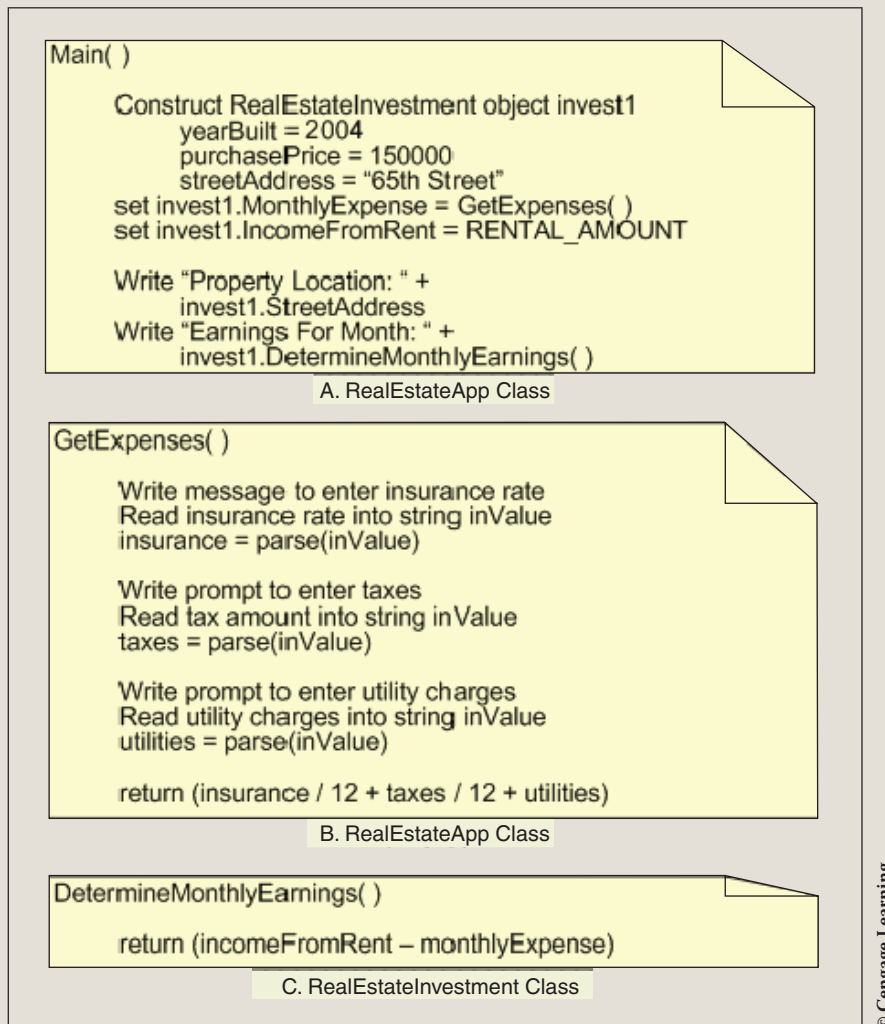 Main( )
Construct RealEstateInvestment object invest1
yearBuilt = 2004
purchasePrice = 150000
streetAddress = “65th Street”
set invest1.MonthlyExpense = GetExpenses( )
set invest1.IncomeFromRent = RENTAL_AMOUNT
Write “Property Location: “ +
invest1.StreetAddress
Write “Earnings For Month: “ +
invest1.DetermineMonthlyEarnings( )
A. RealEstateApp Class
GetExpenses( )
Write message to enter insurance rate
Read insurance rate into string inValue
insurance = parse(inValue)
Write prompt to enter taxes
Read tax amount into string inValue
taxes = parse(inValue)
Write prompt to enter utility charges
Read utility charges into string inValue
utilities = parse(inValue)
return (insurance / 12 + taxes / 12 + utilities)
B. RealEstateApp Class
DetermineMonthlyEarnings( )
return (incomeFromRent – monthlyExpense)
C. RealEstateInvestment Class
© Cengage Learning